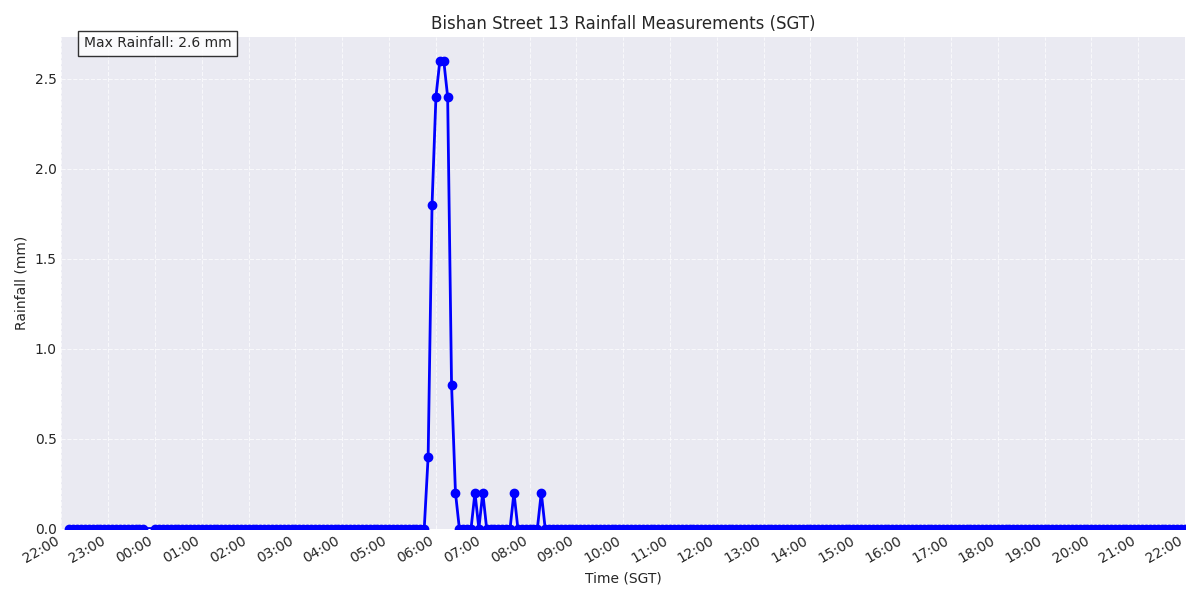 Bishan Street 13 Rainfall Measurements (SGT)
Max Rainfall: 2.6 mm
2.5
2.0
1.5
1.0
0.5
0.0
Rainfall (mm)
22:00 23:00 00:00 01:00 02:00 03:00 04:00 05:00 06:00 07:00 08:00 09:00 10:00 11:00 12:00 13:00 14:00 15:00 16:00 17:00 18:00 19:00 20:00 21:00 22:00
Time (SGT)